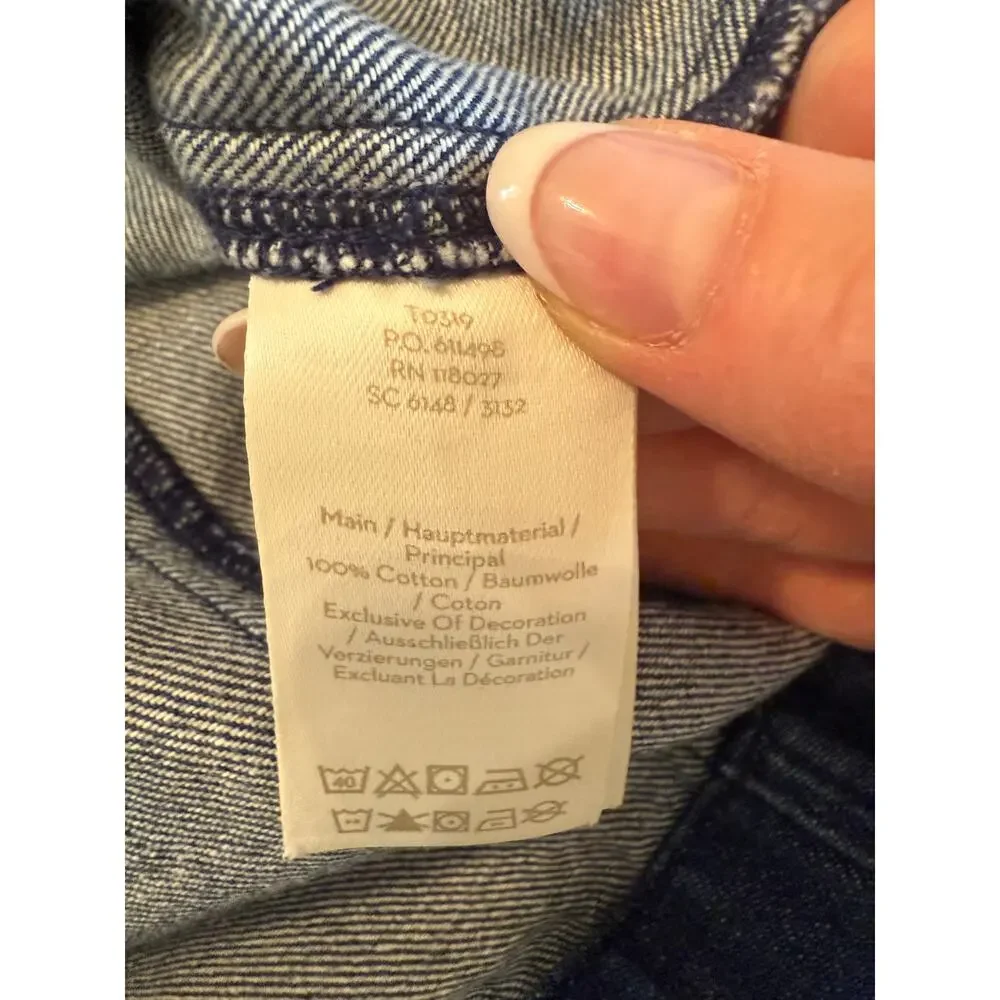 T0319
P.O. 611498
RN 118027
SC 6148 / 3132
Main / Hauptmaterial /
Principal
100% Cotton / Baumwolle
/ Coton
Exclusive Of Decoration
/ Ausschließlich Der
Verzierungen / Garnitur /
Excluant La Décoration
40